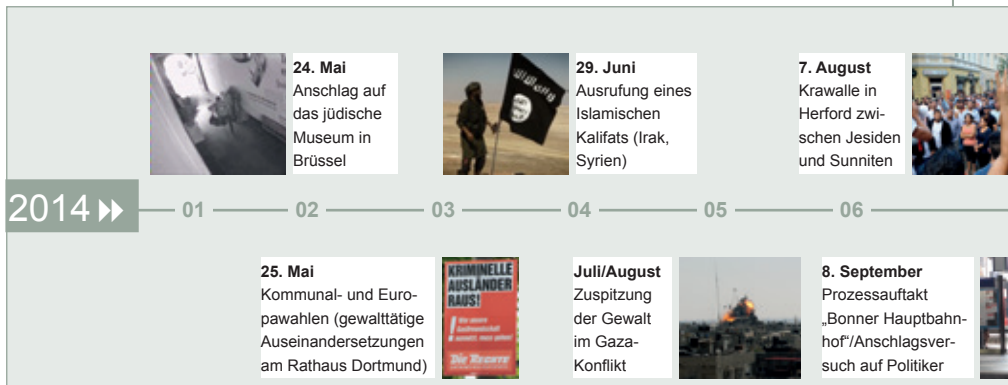 24. Mai
Anschlag auf
das jüdische
Museum in
Brüssel
29. Juni
Ausrufung eines
Islamischen
Kalifats (Irak,
Syrien)
7. August
Krawalle in
Herford zwi-
schen Jesiden
und Sunniten
2014
01
02
03
04
05
06
25. Mai
Kommunal- und Euro-
pawahlen (gewalttätige
Auseinandersetzungen
am Rathaus Dortmund)
KRIMINELLE
AUSLÄNDER
RAUS!
Die Rechte
Juli/August
Zuspitzung
der Gewalt
im Gaza-
Konflikt
8. September
Prozessauftakt
„Bonner Hauptbahn-
hof“/Anschlagsver-
such auf Politiker